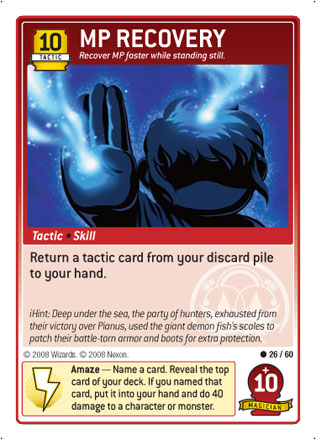 10
TACTIC
MP RECOVERY
Recover MP faster while standing still.
Tactic • Skill
Return a tactic card from your discard pile
to your hand.
iHint: Deep under the sea, the party of hunters, exhausted from
their victory over Pianus, used the giant demon fish's scales to
patch their battle-torn armor and boots for extra protection.
© 2008 Wizards. © 2008 Nexon.
● 26 / 60
Amaze — Name a card. Reveal the top
card of your deck. If you named that
card, put it into your hand and do 40
damage to a character or monster.
+
10
MAGICIAN